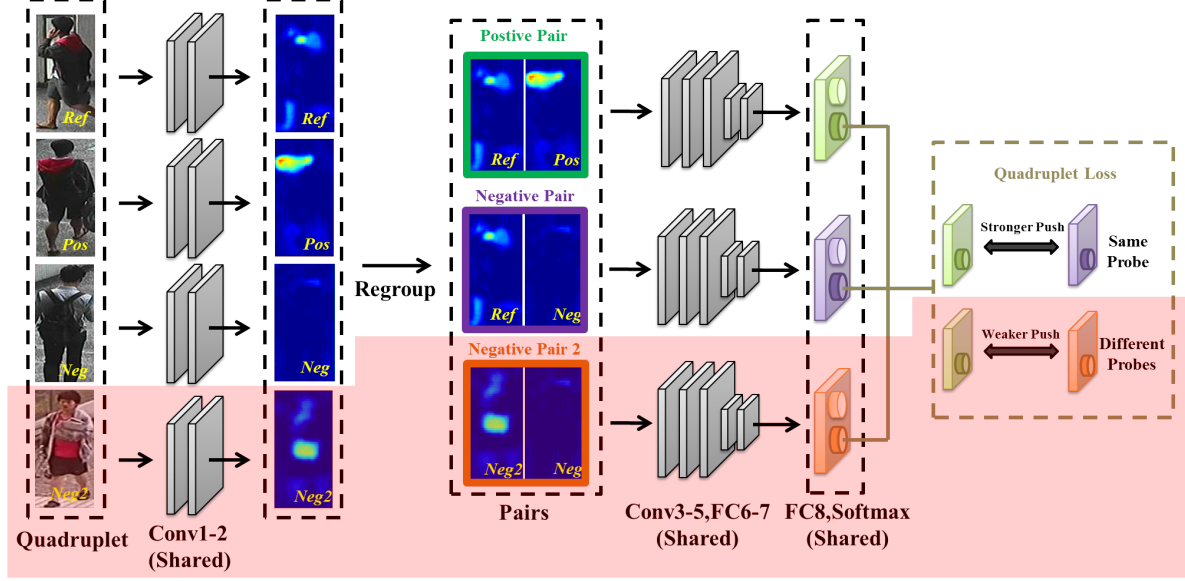 Ref
Pos
Neg
Neg2
Quadruplet
Conv1-2
(Shared)
Ref
Pos
Neg
Neg2
Regroup
Postive Pair
Ref Pos
Negative Pair
Ref Neg
Negative Pair 2
Neg2 Neg
Pairs
Conv3-5,FC6-7
(Shared)
FC8,Softmax
(Shared)
Quadruplet Loss
Stronger Push
Same
Probe
Weaker Push
Different
Probes